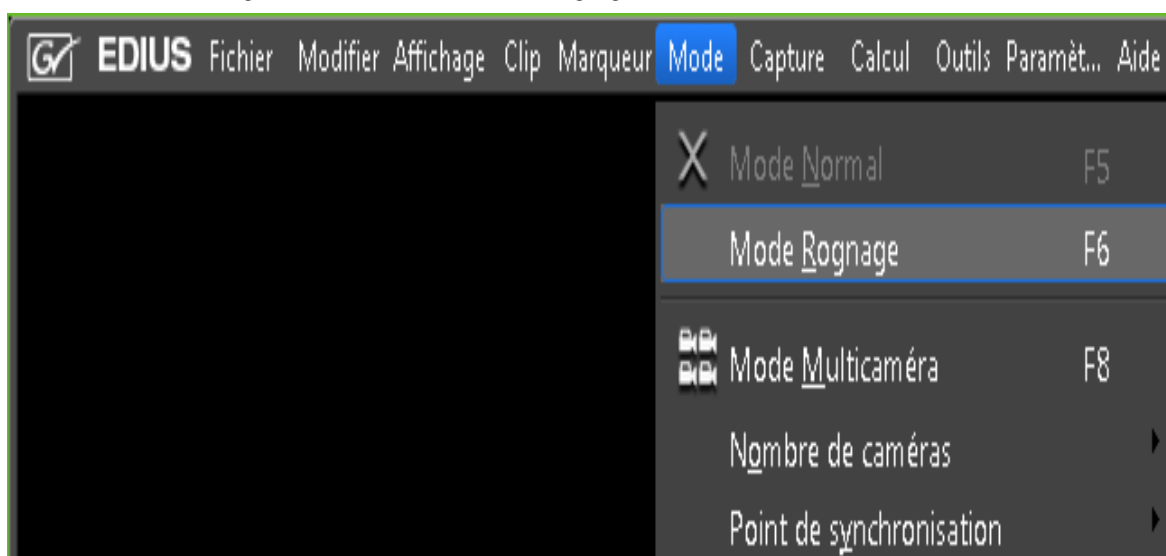 EDIUS Fichier Modifier Affichage Clip Marqueur Mode Capture Calcul Outils Paramèt... Aide
Mode Normal F5
Mode Rognage F6
Mode Multicaméra F8
Nombre de caméras
Point de synchronisation